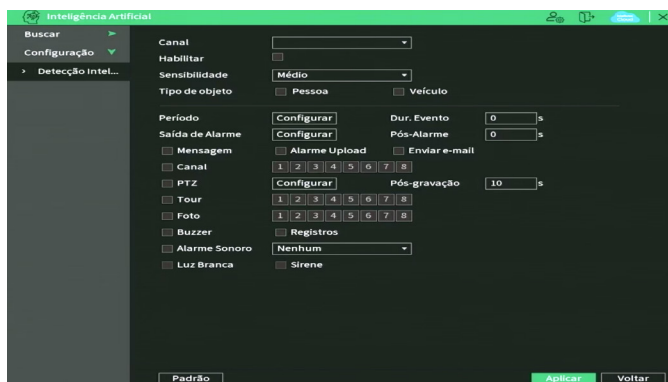 Inteligência Artificial
Buscar
Configuração
> Detecção Intel...
Canal
Habilitar
Sensibilidade Médio
Tipo de objeto Pessoa Veículo
Período Configurar Dur. Evento 0 s
Saída de Alarme Configurar Pós-Alarme 0 s
Mensagem Alarme Upload Enviar e-mail
Canal 1 2 3 4 5 6 7 8
PTZ Configurar Pós-gravação 10 s
Tour 1 2 3 4 5 6 7 8
Foto 1 2 3 4 5 6 7 8
Buzzer Registros
Alarme Sonoro Nenhum
Luz Branca Sirene
Padrão Aplicar Voltar